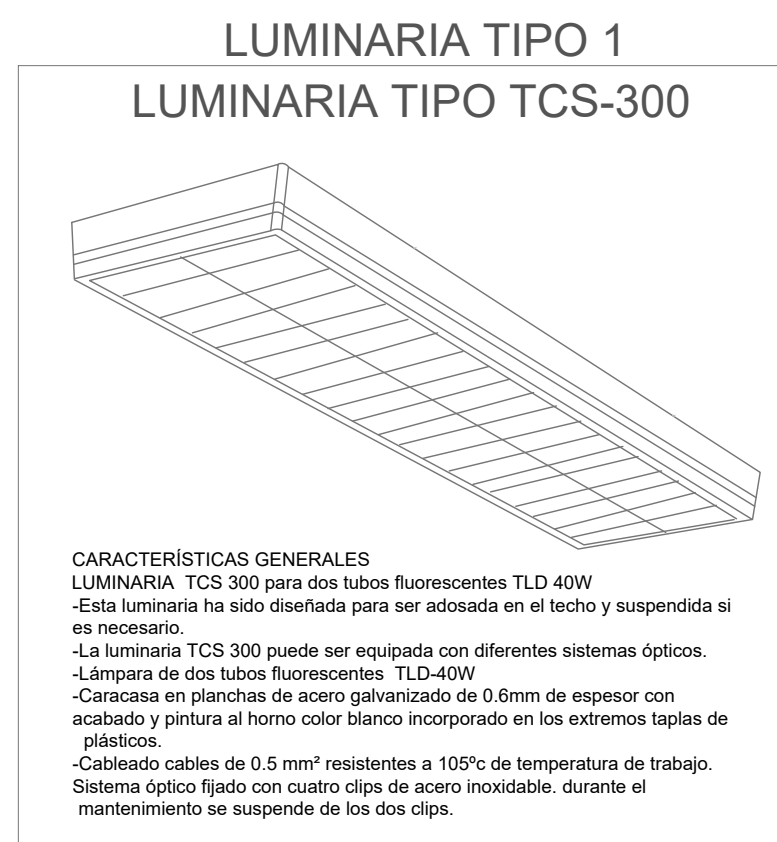 LUMINARIA TIPO 1
LUMINARIA TIPO TCS-300
CARACTERÍSTICAS GENERALES
LUMINARIA TCS 300 para dos tubos fluorescentes TLD 40W
-Esta luminaria ha sido diseñada para ser adosada en el techo y suspendida si
es necesario.
-La luminaria TCS 300 puede ser equipada con diferentes sistemas ópticos.
-Lámpara de dos tubos fluorescentes TLD-40W
-Caracasa en planchas de acero galvanizado de 0.6mm de espesor con
acabado y pintura al horno color blanco incorporado en los extremos taplas de
plásticos.
-Cableado cables de 0.5 mm² resistentes a 105ºc de temperatura de trabajo.
Sistema óptico fijado con cuatro clips de acero inoxidable. durante el
mantenimiento se suspende de los dos clips.